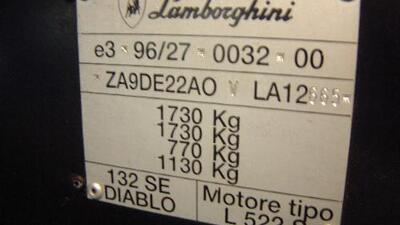 Lamborghini
e3 * 96/27 * 0032 * 00
* ZA9DE22AO V LA12665 *
1730 Kg
1730 Kg
770 Kg
1130 Kg
132 SE
DIABLO
Motore tipo
L 522